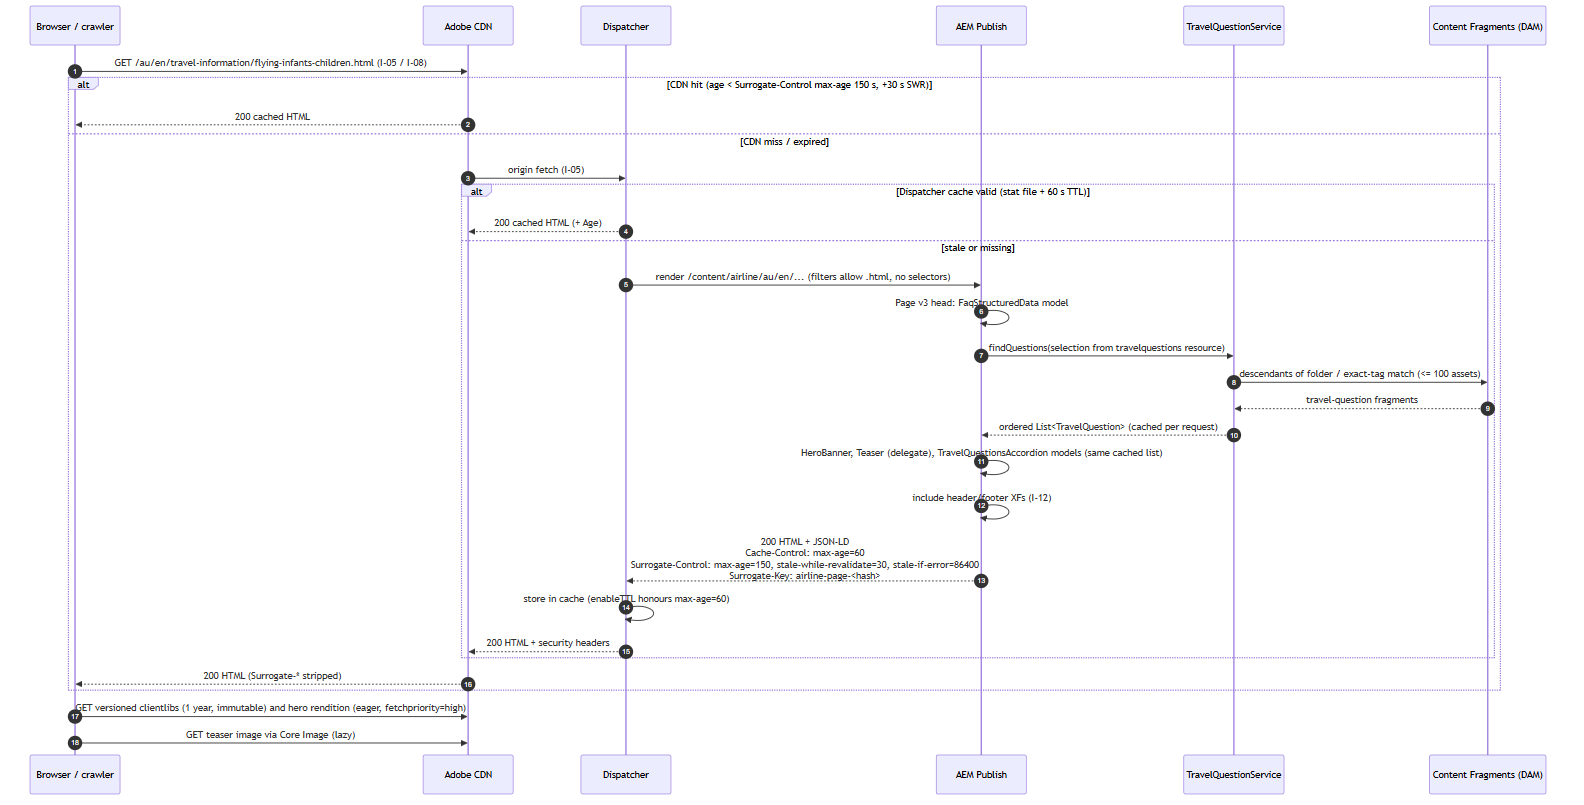 Browser / crawler
Adobe CDN
Dispatcher
AEM Publish
TravelQuestionService
Content Fragments (DAM)
GET /au/en/travel-information/flying-infants-children.html (I-05 / I-08)
1
alt
[CDN hit (age < Surrogate-Control max-age 150 s, +30 s SWR)]
200 cached HTML
2
[CDN miss / expired]
origin fetch (I-05)
3
alt
[Dispatcher cache valid (stat file + 60 s TTL)]
200 cached HTML (+ Age)
4
[stale or missing]
render /content/airline/au/en/... (filters allow .html, no selectors)
5
Page v3 head: FaqStructuredData model
6
findQuestions(selection from travelquestions resource)
7
descendants of folder / exact-tag match (<= 100 assets)
8
travel-question fragments
9
ordered List<TravelQuestion> (cached per request)
10
HeroBanner, Teaser (delegate), TravelQuestionsAccordion models (same cached list)
11
include header/footer XFs (I-12)
12
200 HTML + JSON-LD
Cache-Control: max-age=60
Surrogate-Control: max-age=150, stale-while-revalidate=30, stale-if-error=86400
Surrogate-Key: airline-page-<hash>
13
store in cache (enableTTL honours max-age=60)
14
200 HTML + security headers
15
200 HTML (Surrogate-* stripped)
16
GET versioned clientlibs (1 year, immutable) and hero rendition (eager, fetchpriority=high)
17
GET teaser image via Core Image (lazy)
18
Browser / crawler
Adobe CDN
Dispatcher
AEM Publish
TravelQuestionService
Content Fragments (DAM)